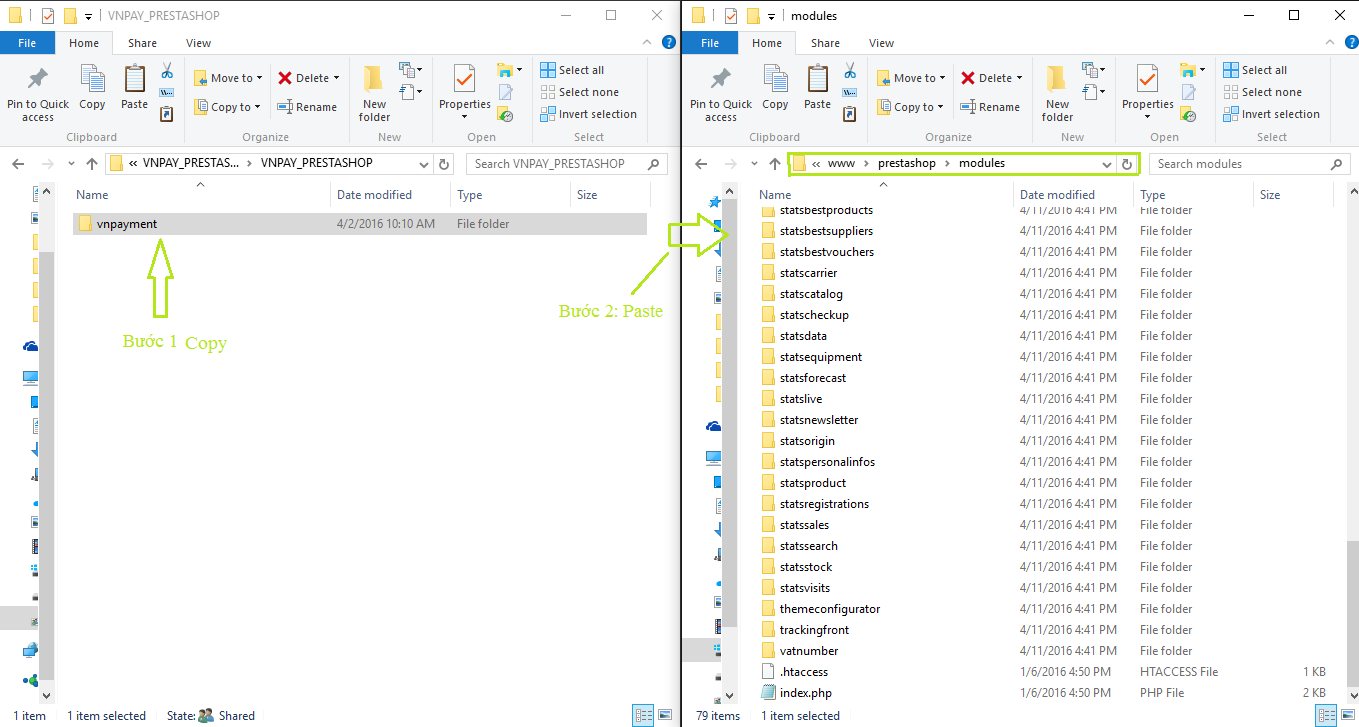 VNPAY_PRESTASHOP
File Home Share View
Pin to Quick access
Copy
Paste
Move to
Copy to
Delete
Rename
New folder
Properties
Select all
Select none
Invert selection
Clipboard Organize New Open Select
« VNPAY_PRESTAS... › VNPAY_PRESTASHOP
Search VNPAY_PRESTASHOP
Name Date modified Type Size
vnpayment 4/2/2016 10:10 AM File folder
Bước 1 Copy
1 item 1 item selected State: Shared
Bước 2: Paste
modules
File Home Share View
Pin to Quick access
Copy
Paste
Move to
Copy to
Delete
Rename
New folder
Properties
Select all
Select none
Invert selection
Clipboard Organize New Open Select
« www › prestashop › modules
Search modules
Name Date modified Type Size
statsbestproducts 4/11/2016 4:41 PM File folder
statsbestsuppliers 4/11/2016 4:41 PM File folder
statsbestvouchers 4/11/2016 4:41 PM File folder
statscarrier 4/11/2016 4:41 PM File folder
statscatalog 4/11/2016 4:41 PM File folder
statscheckup 4/11/2016 4:41 PM File folder
statsdata 4/11/2016 4:41 PM File folder
statsequipment 4/11/2016 4:41 PM File folder
statsforecast 4/11/2016 4:41 PM File folder
statslive 4/11/2016 4:41 PM File folder
statsnewsletter 4/11/2016 4:41 PM File folder
statsorigin 4/11/2016 4:41 PM File folder
statspersonalinfos 4/11/2016 4:41 PM File folder
statsproduct 4/11/2016 4:41 PM File folder
statsregistrations 4/11/2016 4:41 PM File folder
statssales 4/11/2016 4:41 PM File folder
statssearch 4/11/2016 4:41 PM File folder
statsstock 4/11/2016 4:41 PM File folder
statsvisits 4/11/2016 4:41 PM File folder
themeconfigurator 4/11/2016 4:41 PM File folder
trackingfront 4/11/2016 4:41 PM File folder
vatnumber 4/11/2016 4:41 PM File folder
.htaccess 1/6/2016 4:50 PM HTACCESS File 1 KB
index.php 1/6/2016 4:50 PM PHP File 2 KB
79 items 1 item selected